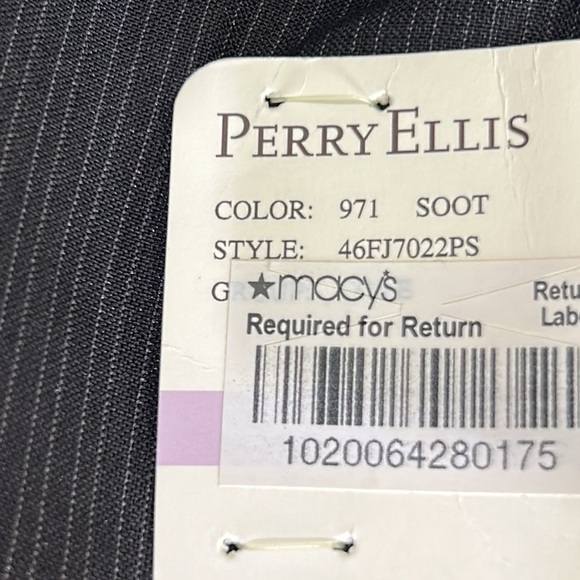 PERRY ELLIS
COLOR: 971 SOOT
STYLE: 46FJ7022PS
G
macy's
Required for Return
Retu
Labe
1020064280175